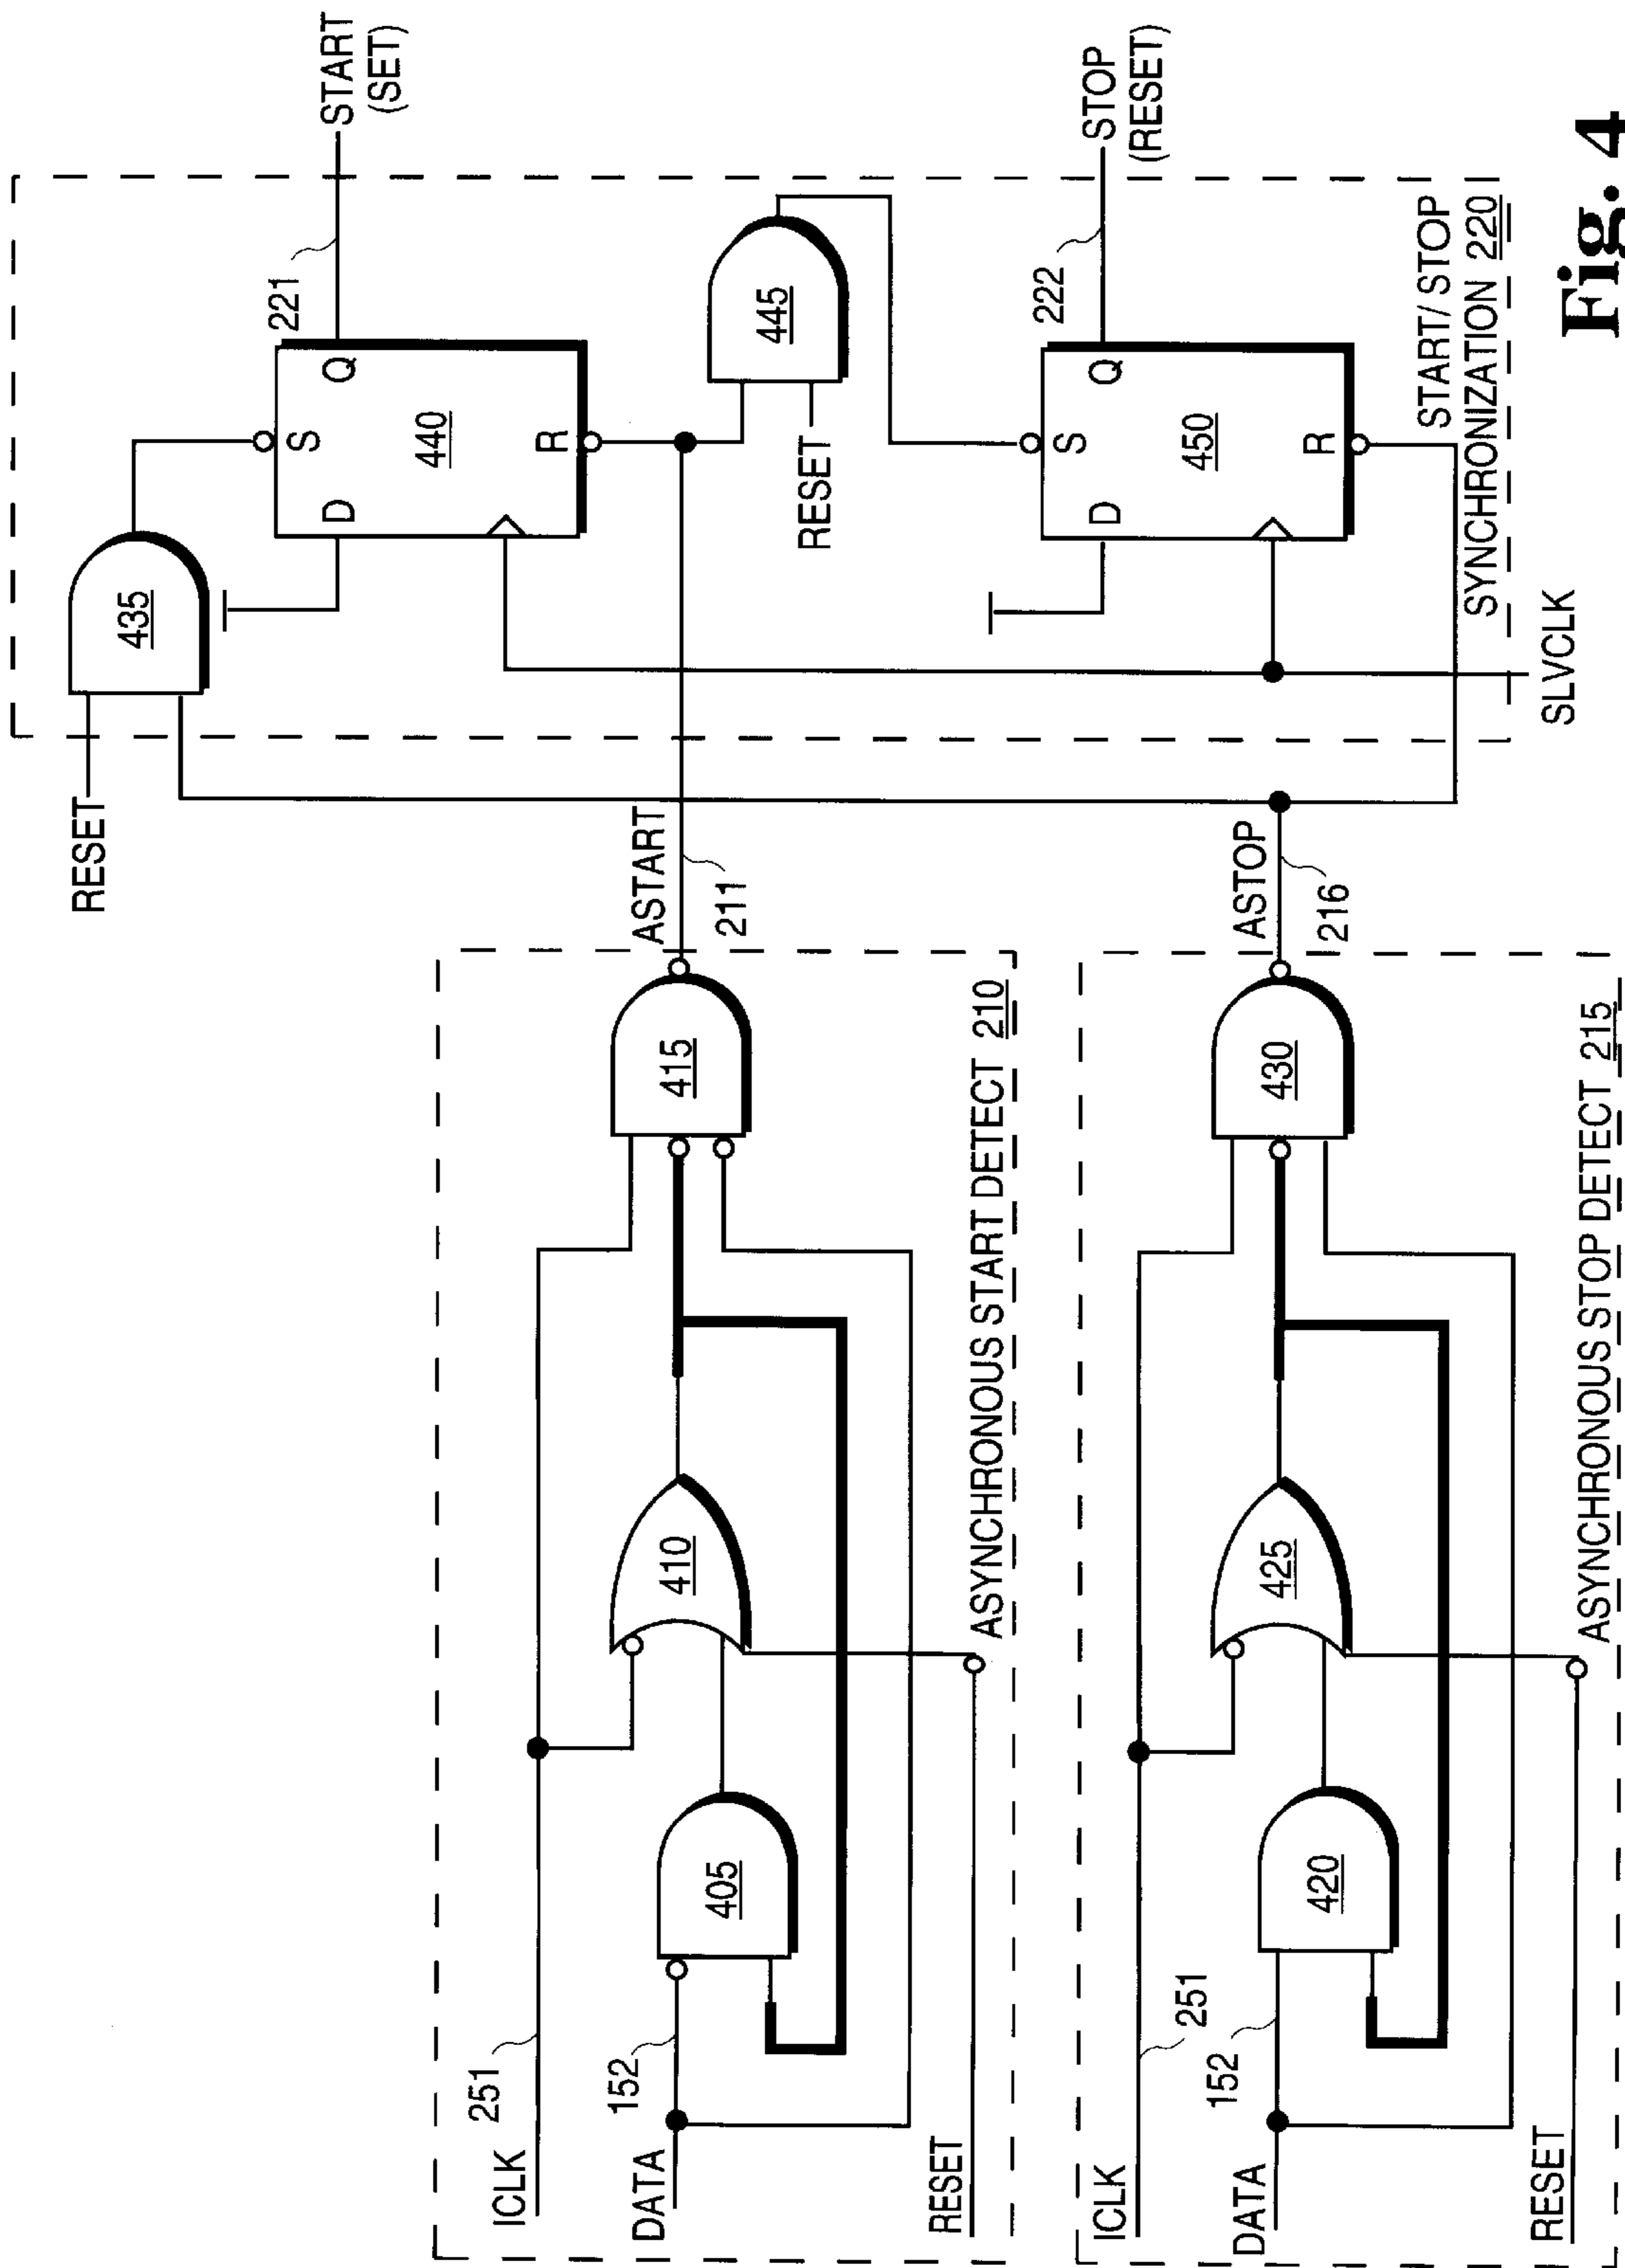 ICLK
251
DATA
152
RESET
405
410
415
ASYNCHRONOUS START DETECT 210
ASTART
211
ICLK
251
DATA
152
RESET
420
425
430
ASYNCHRONOUS STOP DETECT 215
ASTOP
216
RESET
435
D
S
Q
440
R
221
START
(SET)
RESET
445
D
S
Q
450
R
222
STOP
(RESET)
SLVCLK
START/STOP
SYNCHRONIZATION 220
Fig. 4